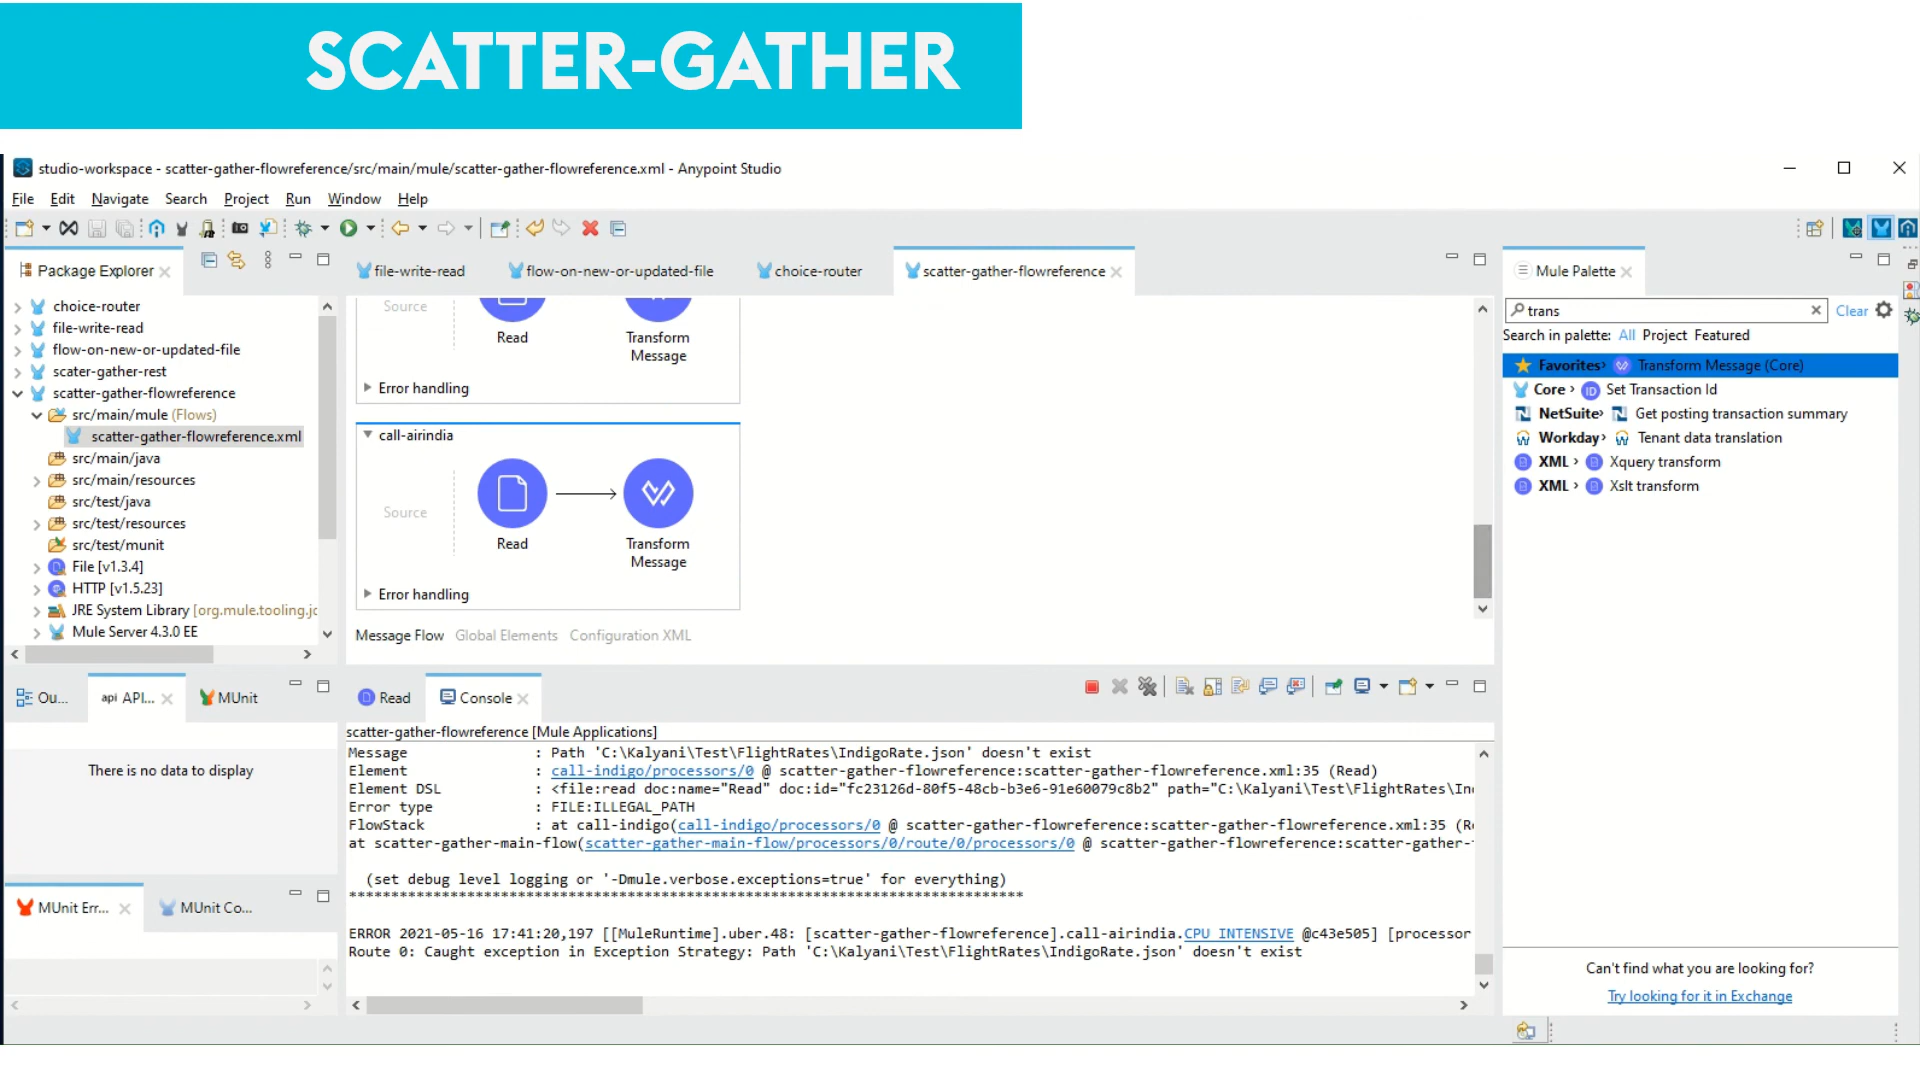 SCATTER-GATHER
studio-workspace - scatter-gather-flowreference/src/main/mule/scatter-gather-flowreference.xml - Anypoint Studio
File Edit Navigate Search Project Run Window Help
Package Explorer
choice-router
file-write-read
flow-on-new-or-updated-file
scater-gather-rest
scatter-gather-flowreference
src/main/mule (Flows)
scatter-gather-flowreference.xml
src/main/java
src/main/resources
src/test/java
src/test/resources
src/test/munit
File [v1.3.4]
HTTP [v1.5.23]
JRE System Library [org.mule.tooling.jc
Mule Server 4.3.0 EE
file-write-read flow-on-new-or-updated-file choice-router scatter-gather-flowreference
Source
Read
Transform
Message
Error handling
call-airindia
Source
Read
Transform
Message
Error handling
Message Flow Global Elements Configuration XML
Mule Palette
trans
Clear
Search in palette: All Project Featured
Favorites> Transform Message (Core)
Core > Set Transaction Id
NetSuite> Get posting transaction summary
Workday> Tenant data translation
XML > Xquery transform
XML > Xslt transform
Can't find what you are looking for?
Try looking for it in Exchange
Ou... api API... MUnit
There is no data to display
MUnit Err... MUnit Co...
Read Console
scatter-gather-flowreference [Mule Applications]
Message : Path 'C:\Kalyani\Test\FlightRates\IndigoRate.json' doesn't exist
Element : call-indigo/processors/0 @ scatter-gather-flowreference:scatter-gather-flowreference.xml:35 (Read)
Element DSL : <file:read doc:name="Read" doc:id="fc23126d-80f5-48cb-b3e6-91e60079c8b2" path="C:\Kalyani\Test\FlightRates\In
Error type : FILE:ILLEGAL_PATH
FlowStack : at call-indigo(call-indigo/processors/0 @ scatter-gather-flowreference:scatter-gather-flowreference.xml:35 (R
at scatter-gather-main-flow(scatter-gather-main-flow/processors/0/route/0/processors/0 @ scatter-gather-flowreference:scatter-gather-
(set debug level logging or '-Dmule.verbose.exceptions=true' for everything)
********************************************************************************
ERROR 2021-05-16 17:41:20,197 [[MuleRuntime].uber.48: [scatter-gather-flowreference].call-airindia.CPU_INTENSIVE @c43e505] [processor
Route 0: Caught exception in Exception Strategy: Path 'C:\Kalyani\Test\FlightRates\IndigoRate.json' doesn't exist